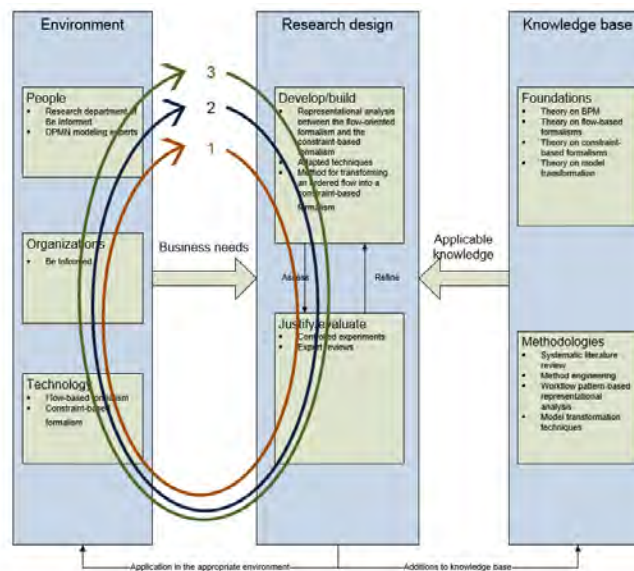 Environment
Research design
Knowledge base
3
2
1
People
Research department of
Be Informed
DPMN modeling experts
Develop/build
Representational analysis
between the flow-oriented
formalism and the
constraint-based
formalism
Adapted techniques
Method for transforming
an ordered flow into a
constraint-based
formalism
Foundations
Theory on BPM
Theory on flow-based
formalisms
Theory on constraint-
based formalisms
Theory on model
transformation
Organizations
Be Informed
Business needs
Applicable
knowledge
Assess
Refine
Technology
Flow-based formalism
Constraint-based
formalism
Justify/evaluate
Controlled experiments
Expert reviews
Methodologies
Systematic literature
review
Method engineering
Workflow pattern-based
representational
analysis
Model transformation
techniques
Application in the appropriate environment
Additions to knowledge base